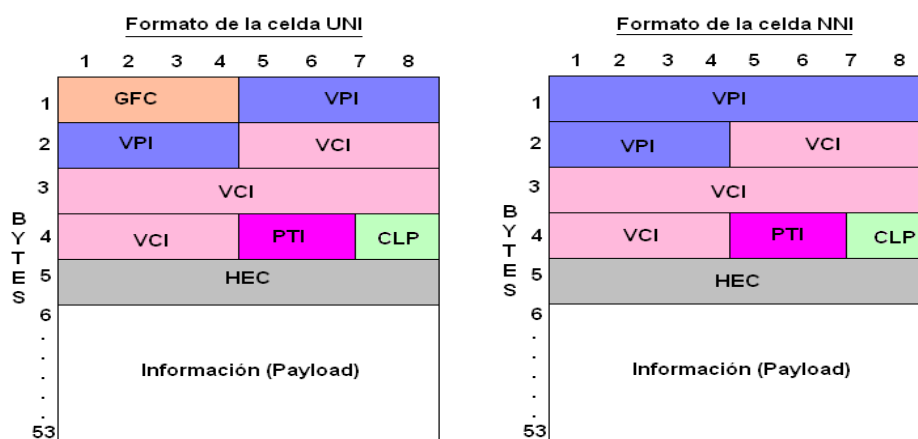 Formato de la celda UNI
1 2 3 4 5 6 7 8
1 GFC VPI
2 VPI VCI
3 VCI
4 VCI PTI CLP
5 HEC
6
.
.
.
.
.
53
Información (Payload)
BYTES
Formato de la celda NNI
1 2 3 4 5 6 7 8
1 VPI
2 VPI VCI
3 VCI
4 VCI PTI CLP
5 HEC
6
.
.
.
.
.
53
Información (Payload)
BYTES